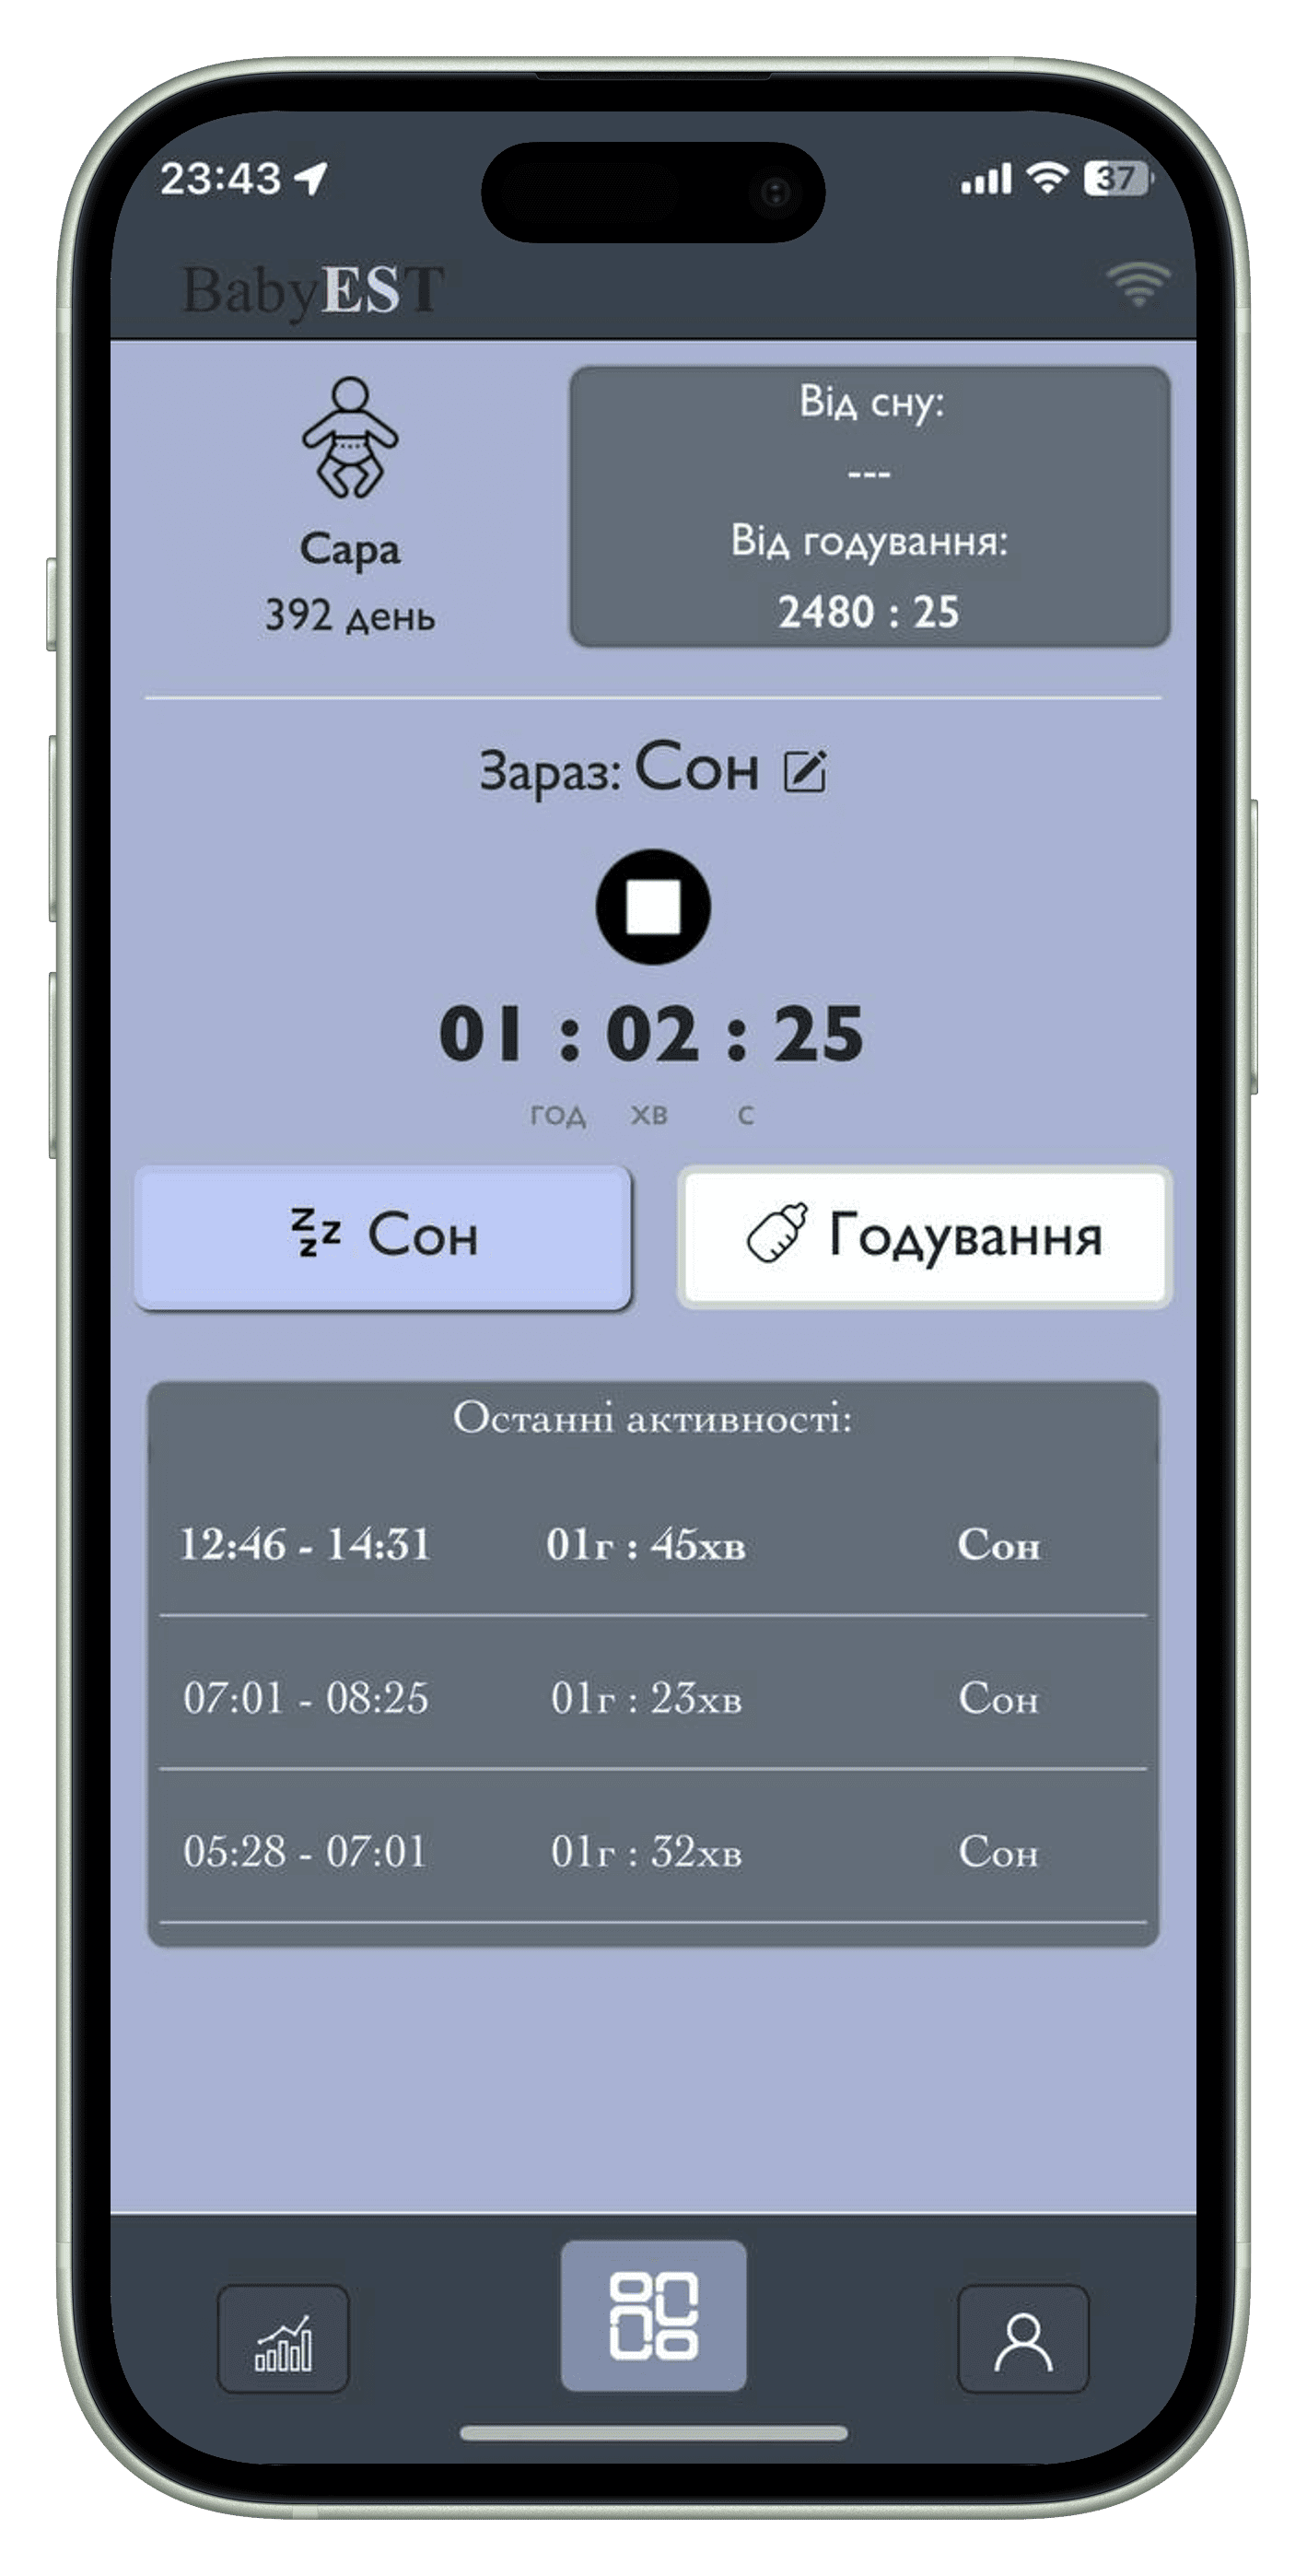 23:43
37
BabyEST
Сара
392 день
Від сну:
---
Від годування:
2480 : 25
Зараз: Сон
01 : 02 : 25
год хв с
zzz Сон
Годування
Останні активності:
12:46 - 14:31 01г : 45хв Сон
07:01 - 08:25 01г : 23хв Сон
05:28 - 07:01 01г : 32хв Сон